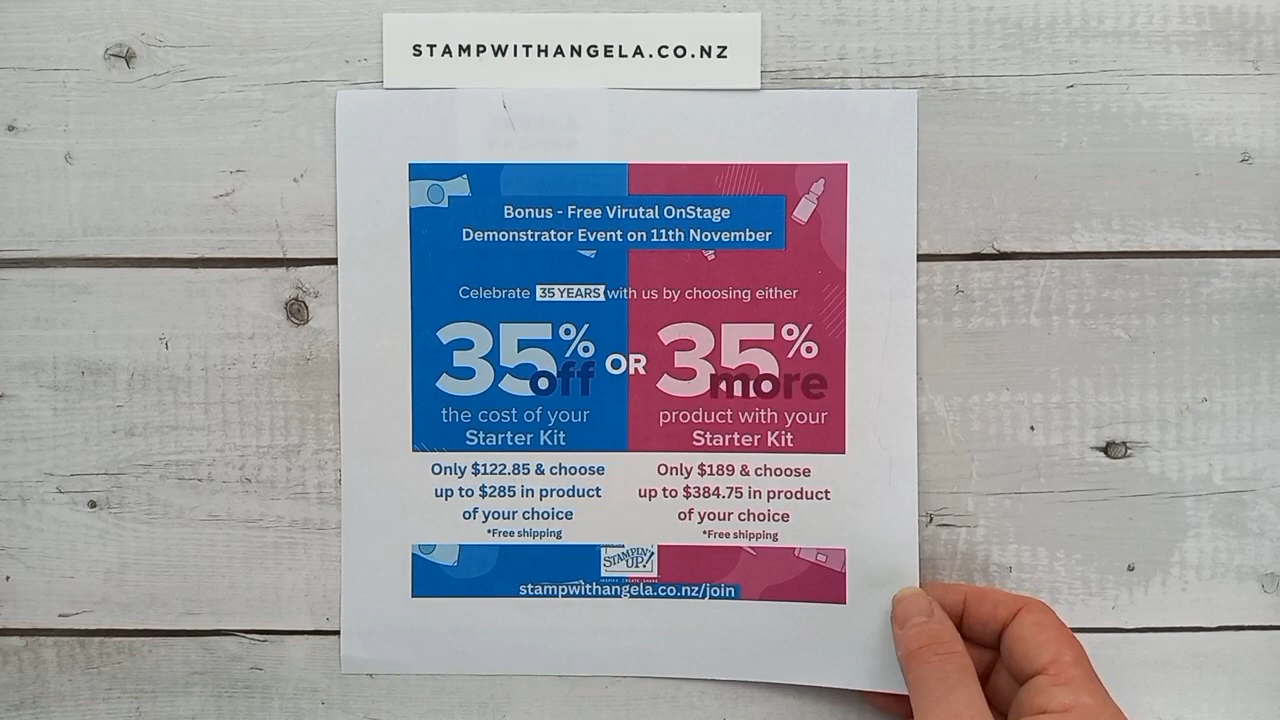 STAMPWITHANGELA.CO.NZ
Bonus - Free Virutal OnStage
Demonstrator Event on 11th November
Celebrate 35 YEARS with us by choosing either
35% off OR 35% more
the cost of your
Starter Kit
product with your
Starter Kit
Only $122.85 & choose
up to $285 in product
of your choice
*Free shipping
Only $189 & choose
up to $384.75 in product
of your choice
*Free shipping
STAMPIN' UP!
INSPIRE CREATE SHARE
stampwithangela.co.nz/join